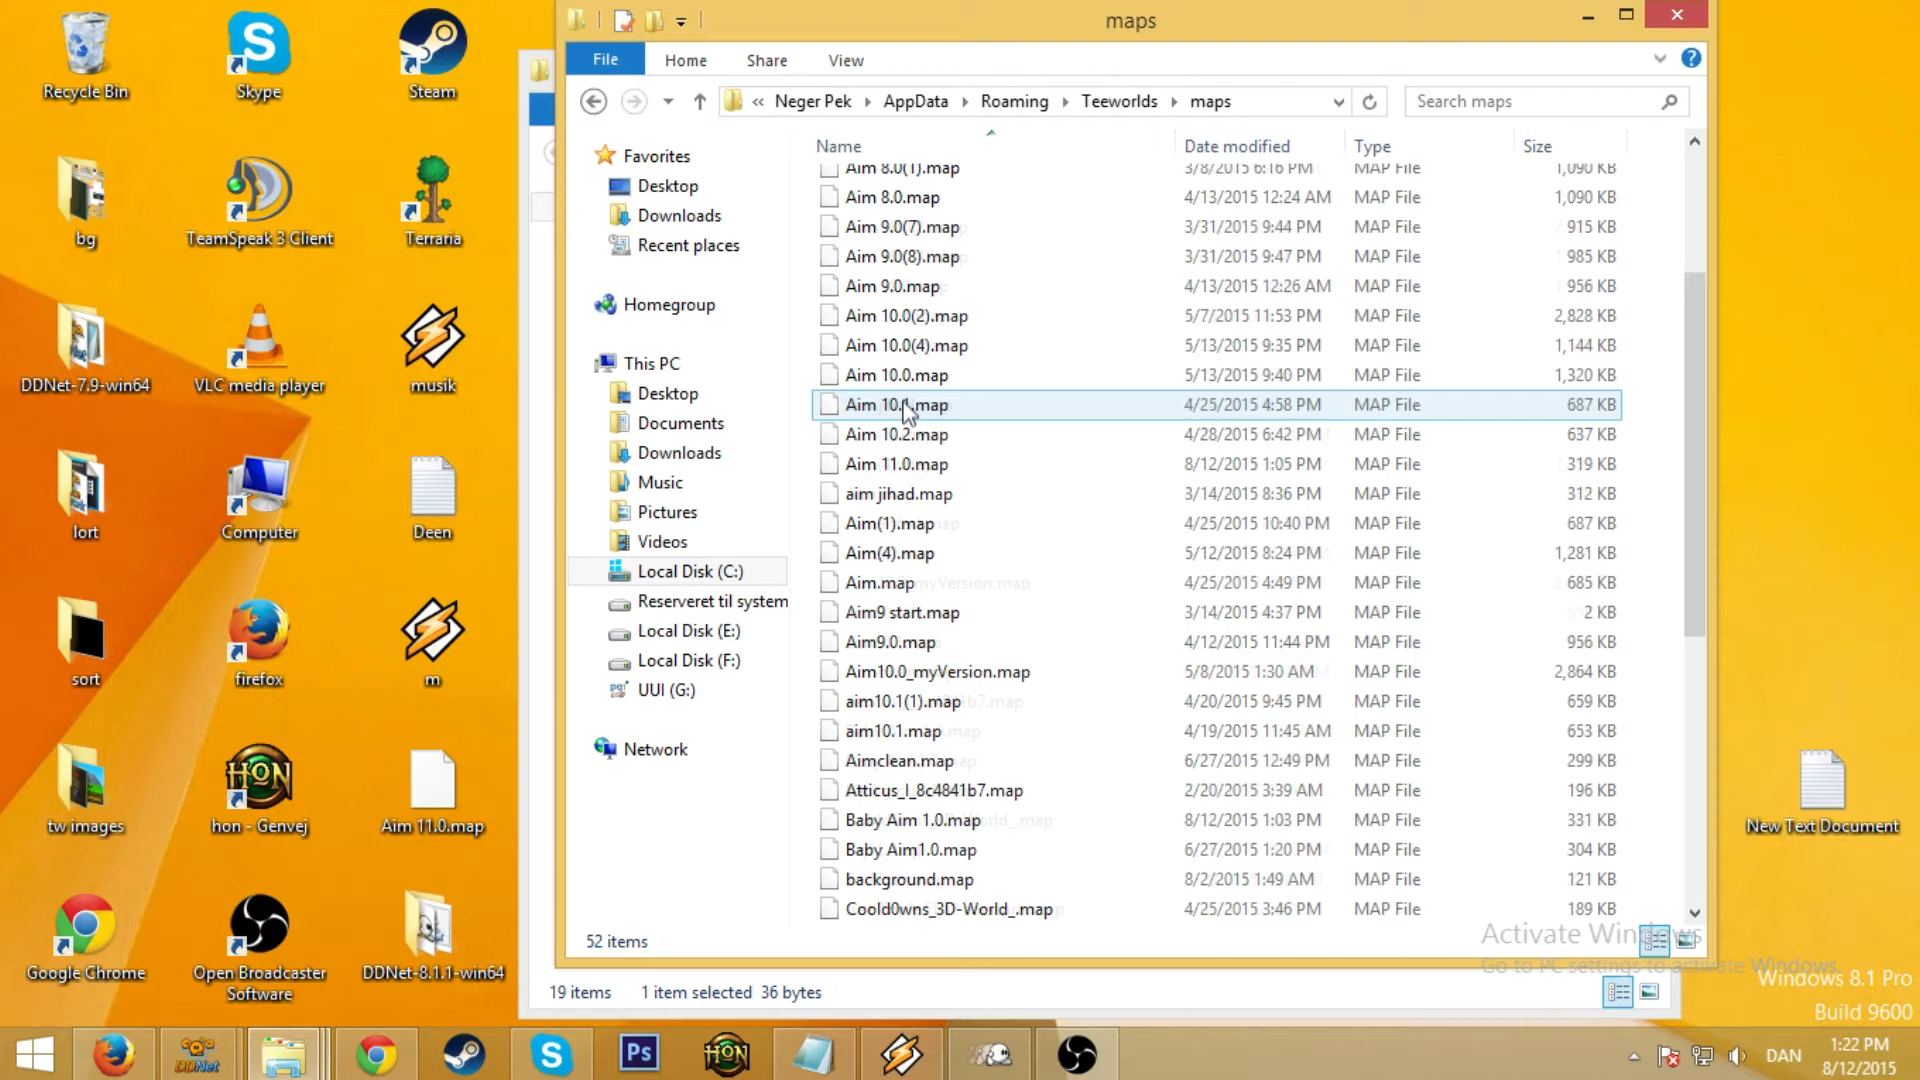 Recycle Bin
Skype
Steam
bg
TeamSpeak 3 Client
Terraria
DDNet-7.9-win64
VLC media player
musik
lort
Computer
Deen
sort
firefox
m
tw images
hon - Genvej
Aim 11.0.map
Google Chrome
Open Broadcaster Software
DDNet-8.1.1-win64
New Text Document
maps
File Home Share View
« Neger Pek AppData Roaming Teeworlds maps
Search maps
Favorites
Desktop
Downloads
Recent places
Homegroup
This PC
Desktop
Documents
Downloads
Music
Pictures
Videos
Local Disk (C:)
Reserveret til system
Local Disk (E:)
Local Disk (F:)
UUI (G:)
Network
Name Date modified Type Size
Aim 8.0(1).map 3/8/2015 6:16 PM MAP File 1,090 KB
Aim 8.0.map 4/13/2015 12:24 AM MAP File 1,090 KB
Aim 9.0(7).map 3/31/2015 9:44 PM MAP File 915 KB
Aim 9.0(8).map 3/31/2015 9:47 PM MAP File 985 KB
Aim 9.0.map 4/13/2015 12:26 AM MAP File 956 KB
Aim 10.0(2).map 5/7/2015 11:53 PM MAP File 2,828 KB
Aim 10.0(4).map 5/13/2015 9:35 PM MAP File 1,144 KB
Aim 10.0.map 5/13/2015 9:40 PM MAP File 1,320 KB
4/25/2015 4:58 PM MAP File 687 KB
Aim 10.2.map 4/28/2015 6:42 PM MAP File 637 KB
Aim 11.0.map 8/12/2015 1:05 PM MAP File 319 KB
aim jihad.map 3/14/2015 8:36 PM MAP File 312 KB
Aim(1).map 4/25/2015 10:40 PM MAP File 687 KB
Aim(4).map 5/12/2015 8:24 PM MAP File 1,281 KB
Aim.map 4/25/2015 4:49 PM MAP File 685 KB
Aim9 start.map 3/14/2015 4:37 PM MAP File 2 KB
Aim9.0.map 4/12/2015 11:44 PM MAP File 956 KB
Aim10.0_myVersion.map 5/8/2015 1:30 AM MAP File 2,864 KB
aim10.1(1).map 4/20/2015 9:45 PM MAP File 659 KB
aim10.1.map 4/19/2015 11:45 AM MAP File 653 KB
Aimclean.map 6/27/2015 12:49 PM MAP File 299 KB
Atticus_l_8c4841b7.map 2/20/2015 3:39 AM MAP File 196 KB
Baby Aim 1.0.map 8/12/2015 1:03 PM MAP File 331 KB
Baby Aim1.0.map 6/27/2015 1:20 PM MAP File 304 KB
background.map 8/2/2015 1:49 AM MAP File 121 KB
Coold0wns_3D-World_.map 4/25/2015 3:46 PM MAP File 189 KB
52 items
19 items 1 item selected 36 bytes
Activate Windows
Go to PC settings to activate Windows.
Windows 8.1 Pro
Build 9600
DDNet
Ps
HON
DAN
1:22 PM
8/12/2015